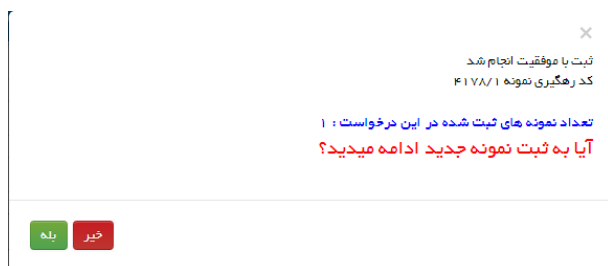 ×
ثبت با موفقیت انجام شد
کد رهگیری نمونه ۴۱۷۸/۱
تعداد نمونه های ثبت شده در این درخواست : ۱
آیا به ثبت نمونه جدید ادامه میدید؟
خیر
بله